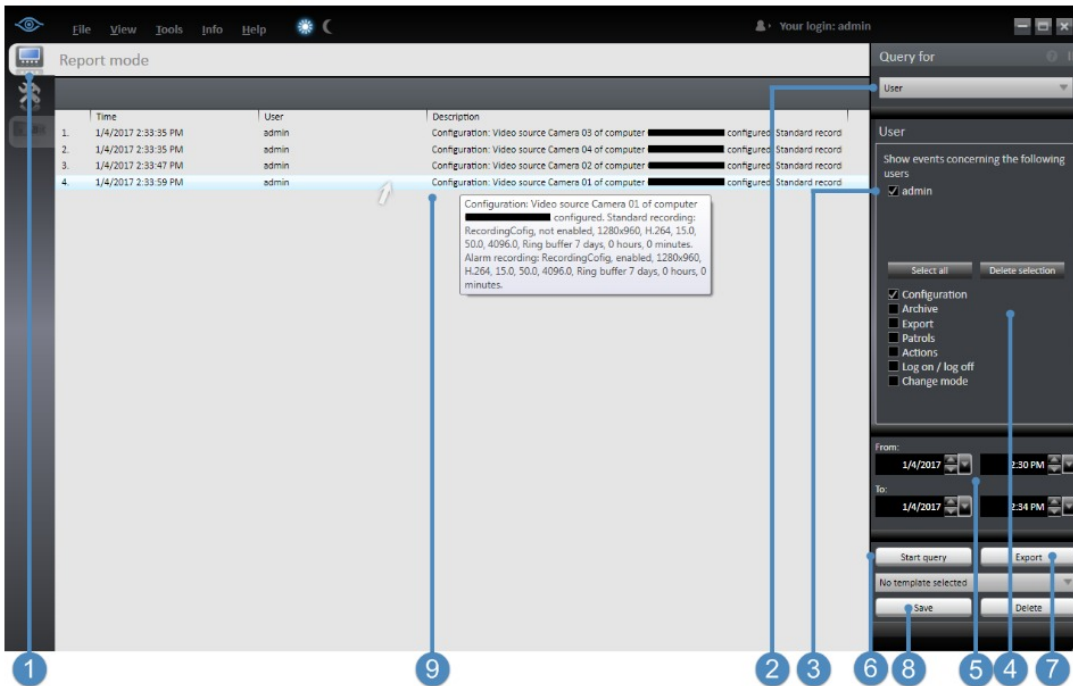 File View Tools Info Help Your login: admin
Report mode
Query for
User
Time User Description
1. 1/4/2017 2:33:35 PM admin Configuration: Video source Camera 03 of computer configured. Standard record
2. 1/4/2017 2:33:35 PM admin Configuration: Video source Camera 04 of computer configured. Standard record
3. 1/4/2017 2:33:47 PM admin Configuration: Video source Camera 02 of computer configured. Standard record
4. 1/4/2017 2:33:59 PM admin Configuration: Video source Camera 01 of computer configured. Standard record
Configuration: Video source Camera 01 of computer
configured. Standard recording:
RecordingCofig, not enabled, 1280x960, H.264, 15.0,
50.0, 4096.0, Ring buffer 7 days, 0 hours, 0 minutes.
Alarm recording: RecordingCofig, enabled, 1280x960,
H.264, 15.0, 50.0, 4096.0, Ring buffer 7 days, 0 hours, 0
minutes.
User
Show events concerning the following
users
admin
Select all Delete selection
Configuration
Archive
Export
Patrols
Actions
Log on / log off
Change mode
From:
1/4/2017 2:30 PM
To:
1/4/2017 2:34 PM
Start query Export
No template selected
Save Delete
1 9 2 3 6 8 5 4 7